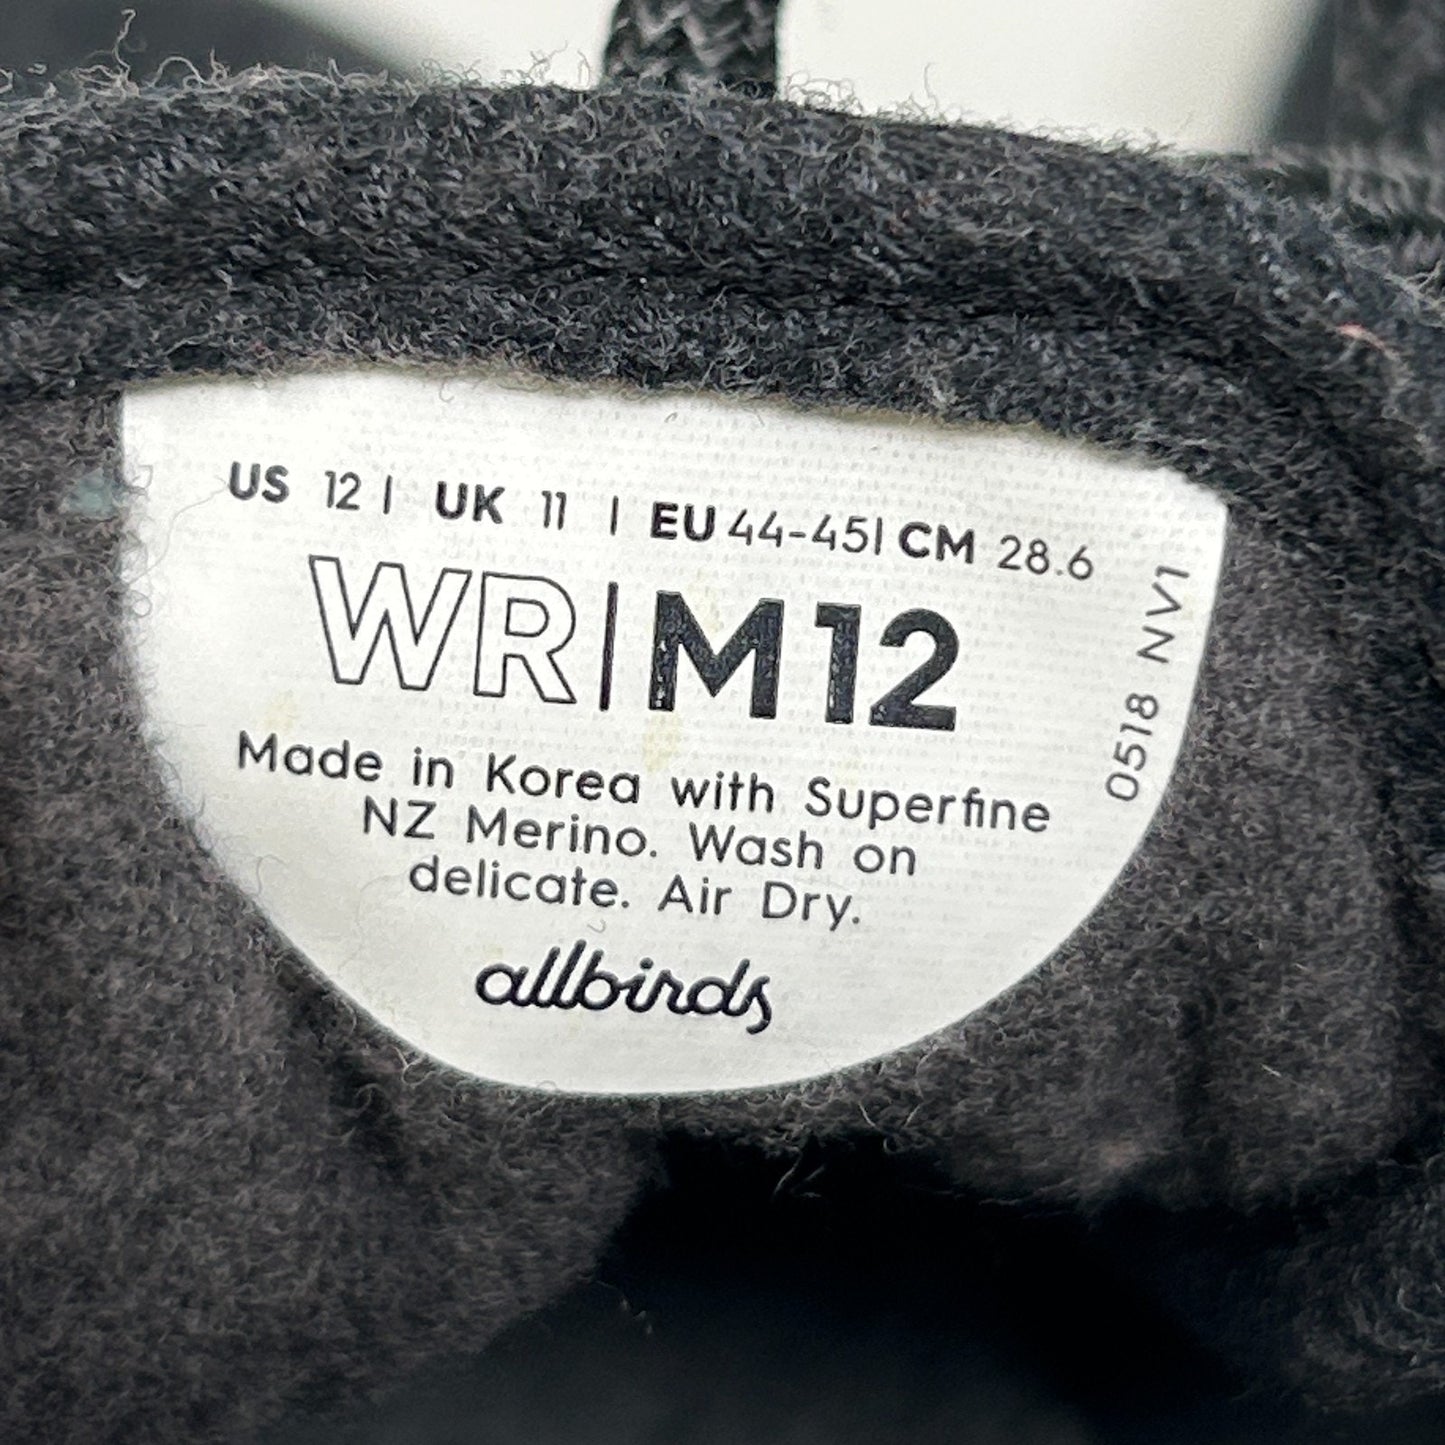 US 12 | UK 11 | EU 44-45| CM 28.6
WR|M12
Made in Korea with Superfine
NZ Merino. Wash on
delicate. Air Dry.
allbirds
0518 NV1